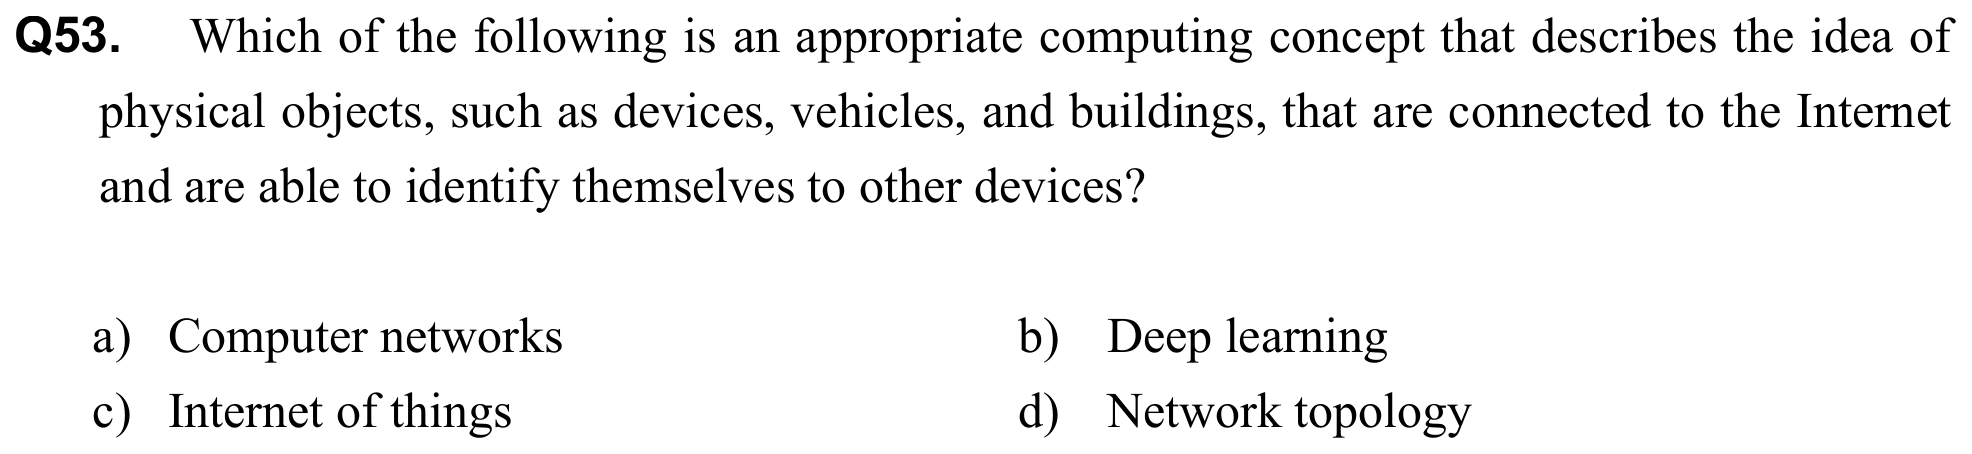 Q53. Which of the following is an appropriate computing concept that describes the idea of
physical objects, such as devices, vehicles, and buildings, that are connected to the Internet
and are able to identify themselves to other devices?
a) Computer networks b) Deep learning
c) Internet of things d) Network topology